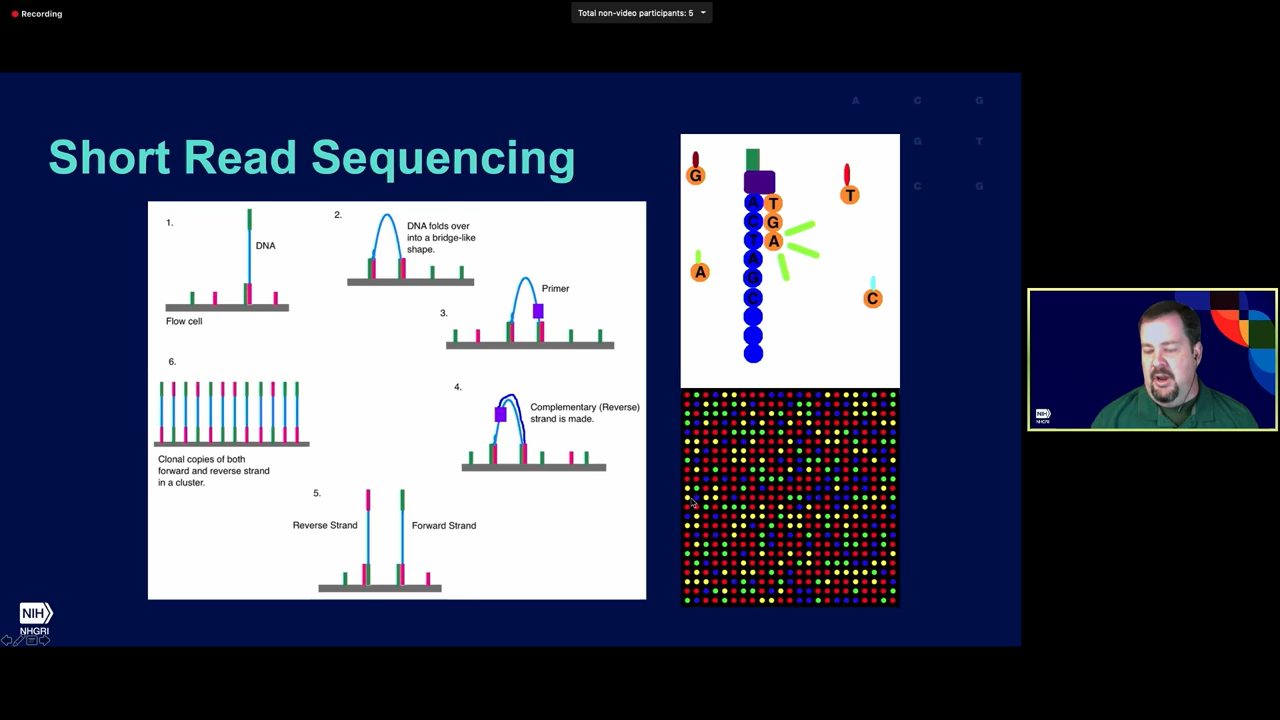 Recording
Total non-video participants: 5
A C G
G T
C G
Short Read Sequencing
1.
DNA
Flow cell
2.
DNA folds over
into a bridge-like
shape.
3.
Primer
6.
Clonal copies of both
forward and reverse strand
in a cluster.
4.
Complementary (Reverse)
strand is made.
5.
Reverse Strand
Forward Strand
G
T
A
C
A T
C G
T A
A
G
C
NIH
NHGRI
NIH
NHGRI